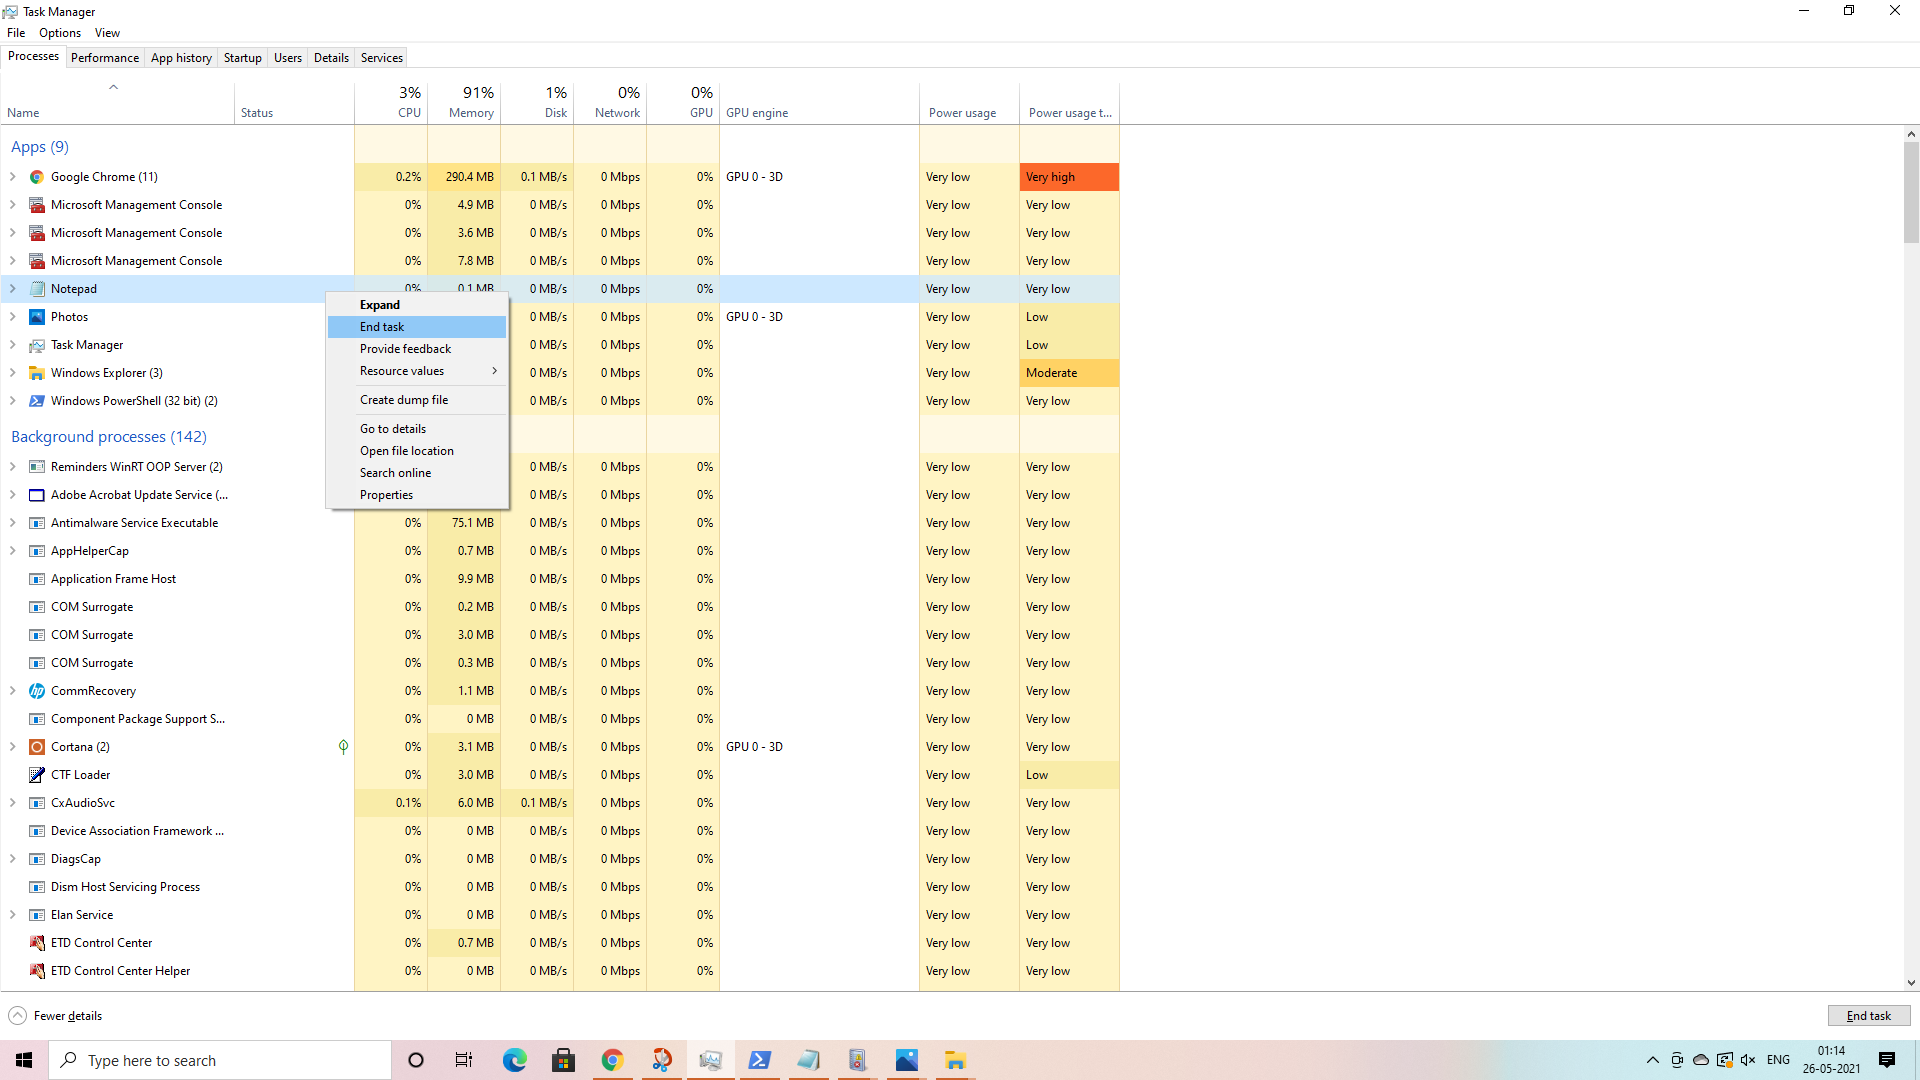 Task Manager
File Options View
Processes Performance App history Startup Users Details Services
3% 91% 1% 0% 0%
Name Status CPU Memory Disk Network GPU GPU engine Power usage Power usage t...
Apps (9)
Google Chrome (11) 0.2% 290.4 MB 0.1 MB/s 0 Mbps 0% GPU 0 - 3D Very low Very high
Microsoft Management Console 0% 4.9 MB 0 MB/s 0 Mbps 0% Very low Very low
Microsoft Management Console 0% 3.6 MB 0 MB/s 0 Mbps 0% Very low Very low
Microsoft Management Console 0% 7.8 MB 0 MB/s 0 Mbps 0% Very low Very low
Notepad 0% 0.1 MB 0 MB/s 0 Mbps 0% Very low Very low
Expand
Photos 0 MB/s 0 Mbps 0% GPU 0 - 3D Very low Low
End task
Task Manager 0 MB/s 0 Mbps 0% Very low Low
Provide feedback
Windows Explorer (3) 0 MB/s 0 Mbps 0% Very low Moderate
Resource values
Windows PowerShell (32 bit) (2) 0 MB/s 0 Mbps 0% Very low Very low
Create dump file
Go to details
Background processes (142)
Open file location
Reminders WinRT OOP Server (2) 0 MB/s 0 Mbps 0% Very low Very low
Search online
Adobe Acrobat Update Service (... 0 MB/s 0 Mbps 0% Very low Very low
Properties
Antimalware Service Executable 0% 75.1 MB 0 MB/s 0 Mbps 0% Very low Very low
AppHelperCap 0% 0.7 MB 0 MB/s 0 Mbps 0% Very low Very low
Application Frame Host 0% 9.9 MB 0 MB/s 0 Mbps 0% Very low Very low
COM Surrogate 0% 0.2 MB 0 MB/s 0 Mbps 0% Very low Very low
COM Surrogate 0% 3.0 MB 0 MB/s 0 Mbps 0% Very low Very low
COM Surrogate 0% 0.3 MB 0 MB/s 0 Mbps 0% Very low Very low
CommRecovery 0% 1.1 MB 0 MB/s 0 Mbps 0% Very low Very low
Component Package Support S... 0% 0 MB 0 MB/s 0 Mbps 0% Very low Very low
Cortana (2) 0% 3.1 MB 0 MB/s 0 Mbps 0% GPU 0 - 3D Very low Very low
CTF Loader 0% 3.0 MB 0 MB/s 0 Mbps 0% Very low Low
CxAudioSvc 0.1% 6.0 MB 0.1 MB/s 0 Mbps 0% Very low Very low
Device Association Framework ... 0% 0 MB 0 MB/s 0 Mbps 0% Very low Very low
DiagsCap 0% 0 MB 0 MB/s 0 Mbps 0% Very low Very low
Dism Host Servicing Process 0% 0 MB 0 MB/s 0 Mbps 0% Very low Very low
Elan Service 0% 0 MB 0 MB/s 0 Mbps 0% Very low Very low
ETD Control Center 0% 0.7 MB 0 MB/s 0 Mbps 0% Very low Very low
ETD Control Center Helper 0% 0 MB 0 MB/s 0 Mbps 0% Very low Very low
Fewer details End task
Type here to search ENG 01:14
26-05-2021